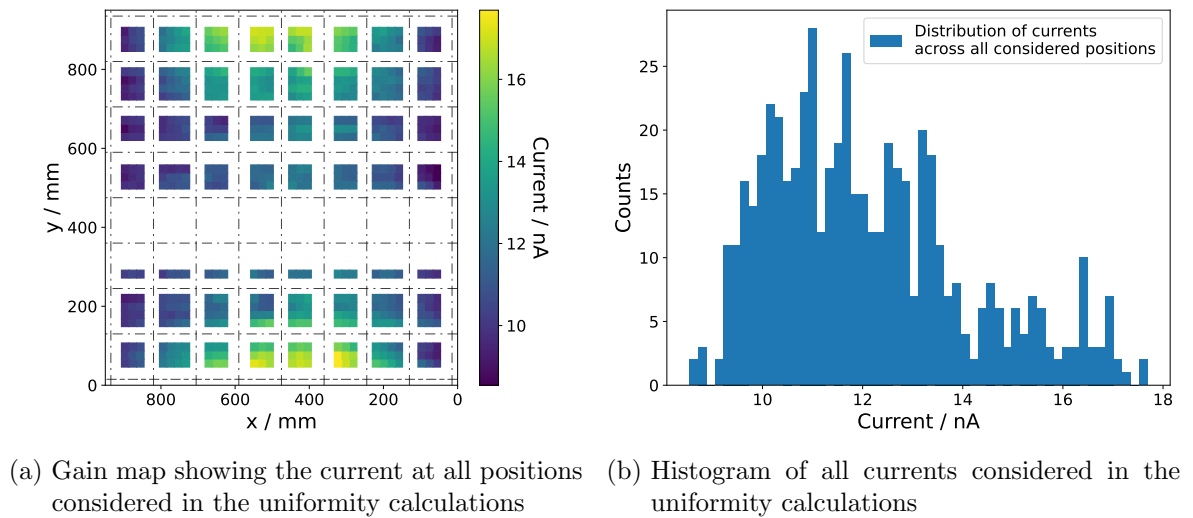 800
600
400
200
0
y / mm
800
600
400
200
0
x / mm
16
14
12
10
Current / nA
25
20
15
10
5
0
Counts
10
12
14
16
18
Current / nA
Distribution of currents
across all considered positions
(a) Gain map showing the current at all positions
considered in the uniformity calculations
(b) Histogram of all currents considered in the
uniformity calculations